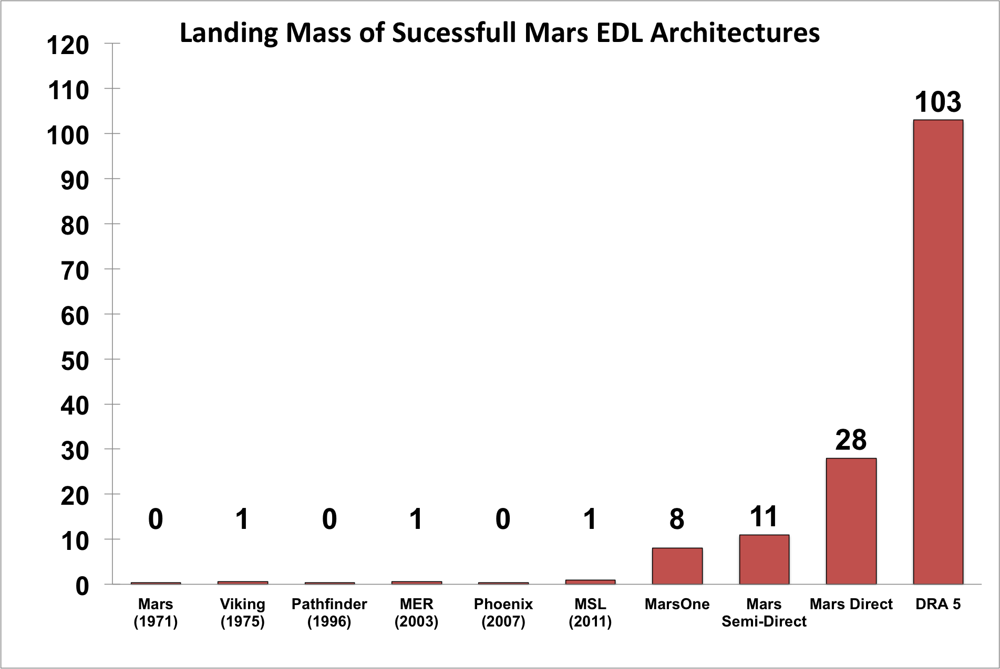 Landing Mass of Sucessfull Mars EDL Architectures
120
110
100
90
80
70
60
50
40
30
20
10
0
0
1
0
1
0
1
8
11
28
103
Mars
(1971)
Viking
(1975)
Pathfinder
(1996)
MER
(2003)
Phoenix
(2007)
MSL
(2011)
MarsOne
Mars
Semi-Direct
Mars Direct
DRA 5